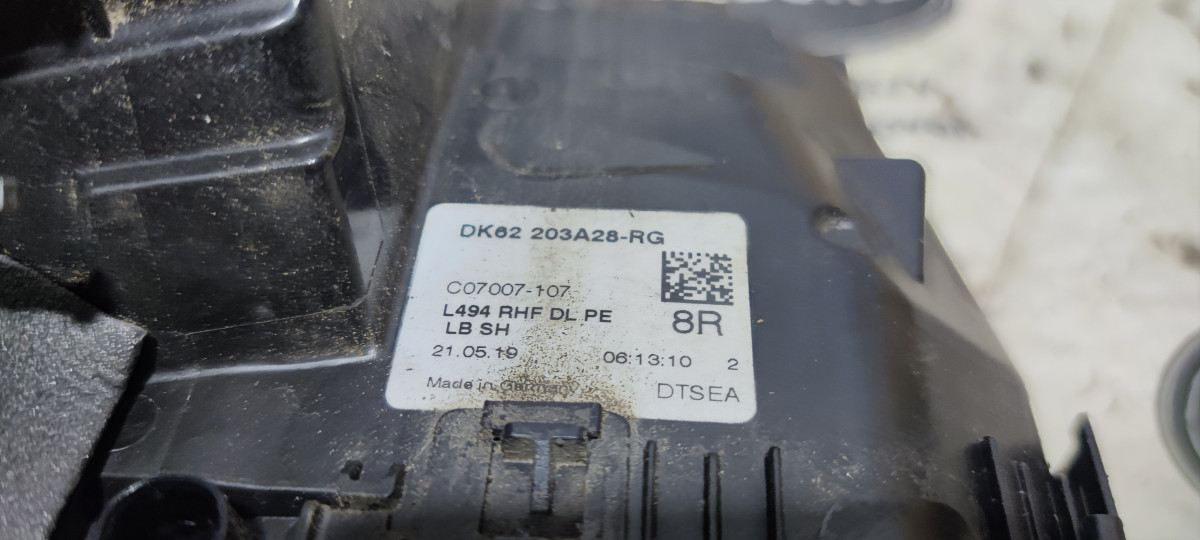 DK62 203A28-RG
C07007-107
L494 RHF DL PE
LB SH
8R
21.05.19 06:13:10 2
Made in Germany
DTSEA